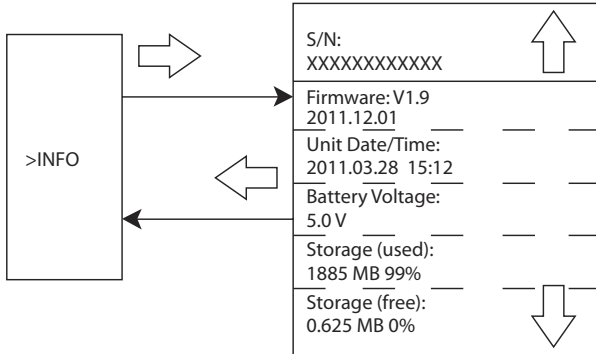 >INFO
S/N:
XXXXXXXXXXXX
Firmware: V1.9
2011.12.01
Unit Date/Time:
2011.03.28 15:12
Battery Voltage:
5.0 V
Storage (used):
1885 MB 99%
Storage (free):
0.625 MB 0%